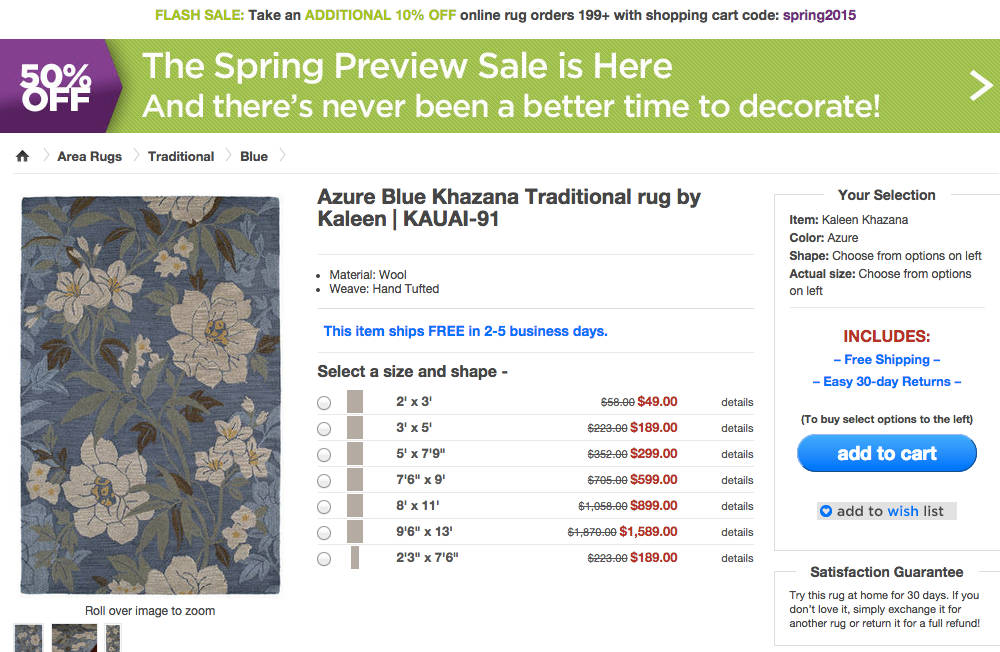 FLASH SALE: Take an ADDITIONAL 10% OFF online rug orders 199+ with shopping cart code: spring2015
50%
OFF
The Spring Preview Sale is Here
And there's never been a better time to decorate!
Area Rugs Traditional Blue
Azure Blue Khazana Traditional rug by
Kaleen | KAUAI-91
Material: Wool
Weave: Hand Tufted
This item ships FREE in 2-5 business days.
Select a size and shape -
2' x 3' $58.00 $49.00 details
3' x 5' $223.00 $189.00 details
5' x 7'9" $352.00 $299.00 details
7'6" x 9' $705.00 $599.00 details
8' x 11' $1,058.00 $899.00 details
9'6" x 13' $1,870.00 $1,589.00 details
2'3" x 7'6" $223.00 $189.00 details
Roll over image to zoom
Your Selection
Item: Kaleen Khazana
Color: Azure
Shape: Choose from options on left
Actual size: Choose from options
on left
INCLUDES:
– Free Shipping –
– Easy 30-day Returns –
(To buy select options to the left)
add to cart
add to wish list
Satisfaction Guarantee
Try this rug at home for 30 days. If you
don't love it, simply exchange it for
another rug or return it for a full refund!